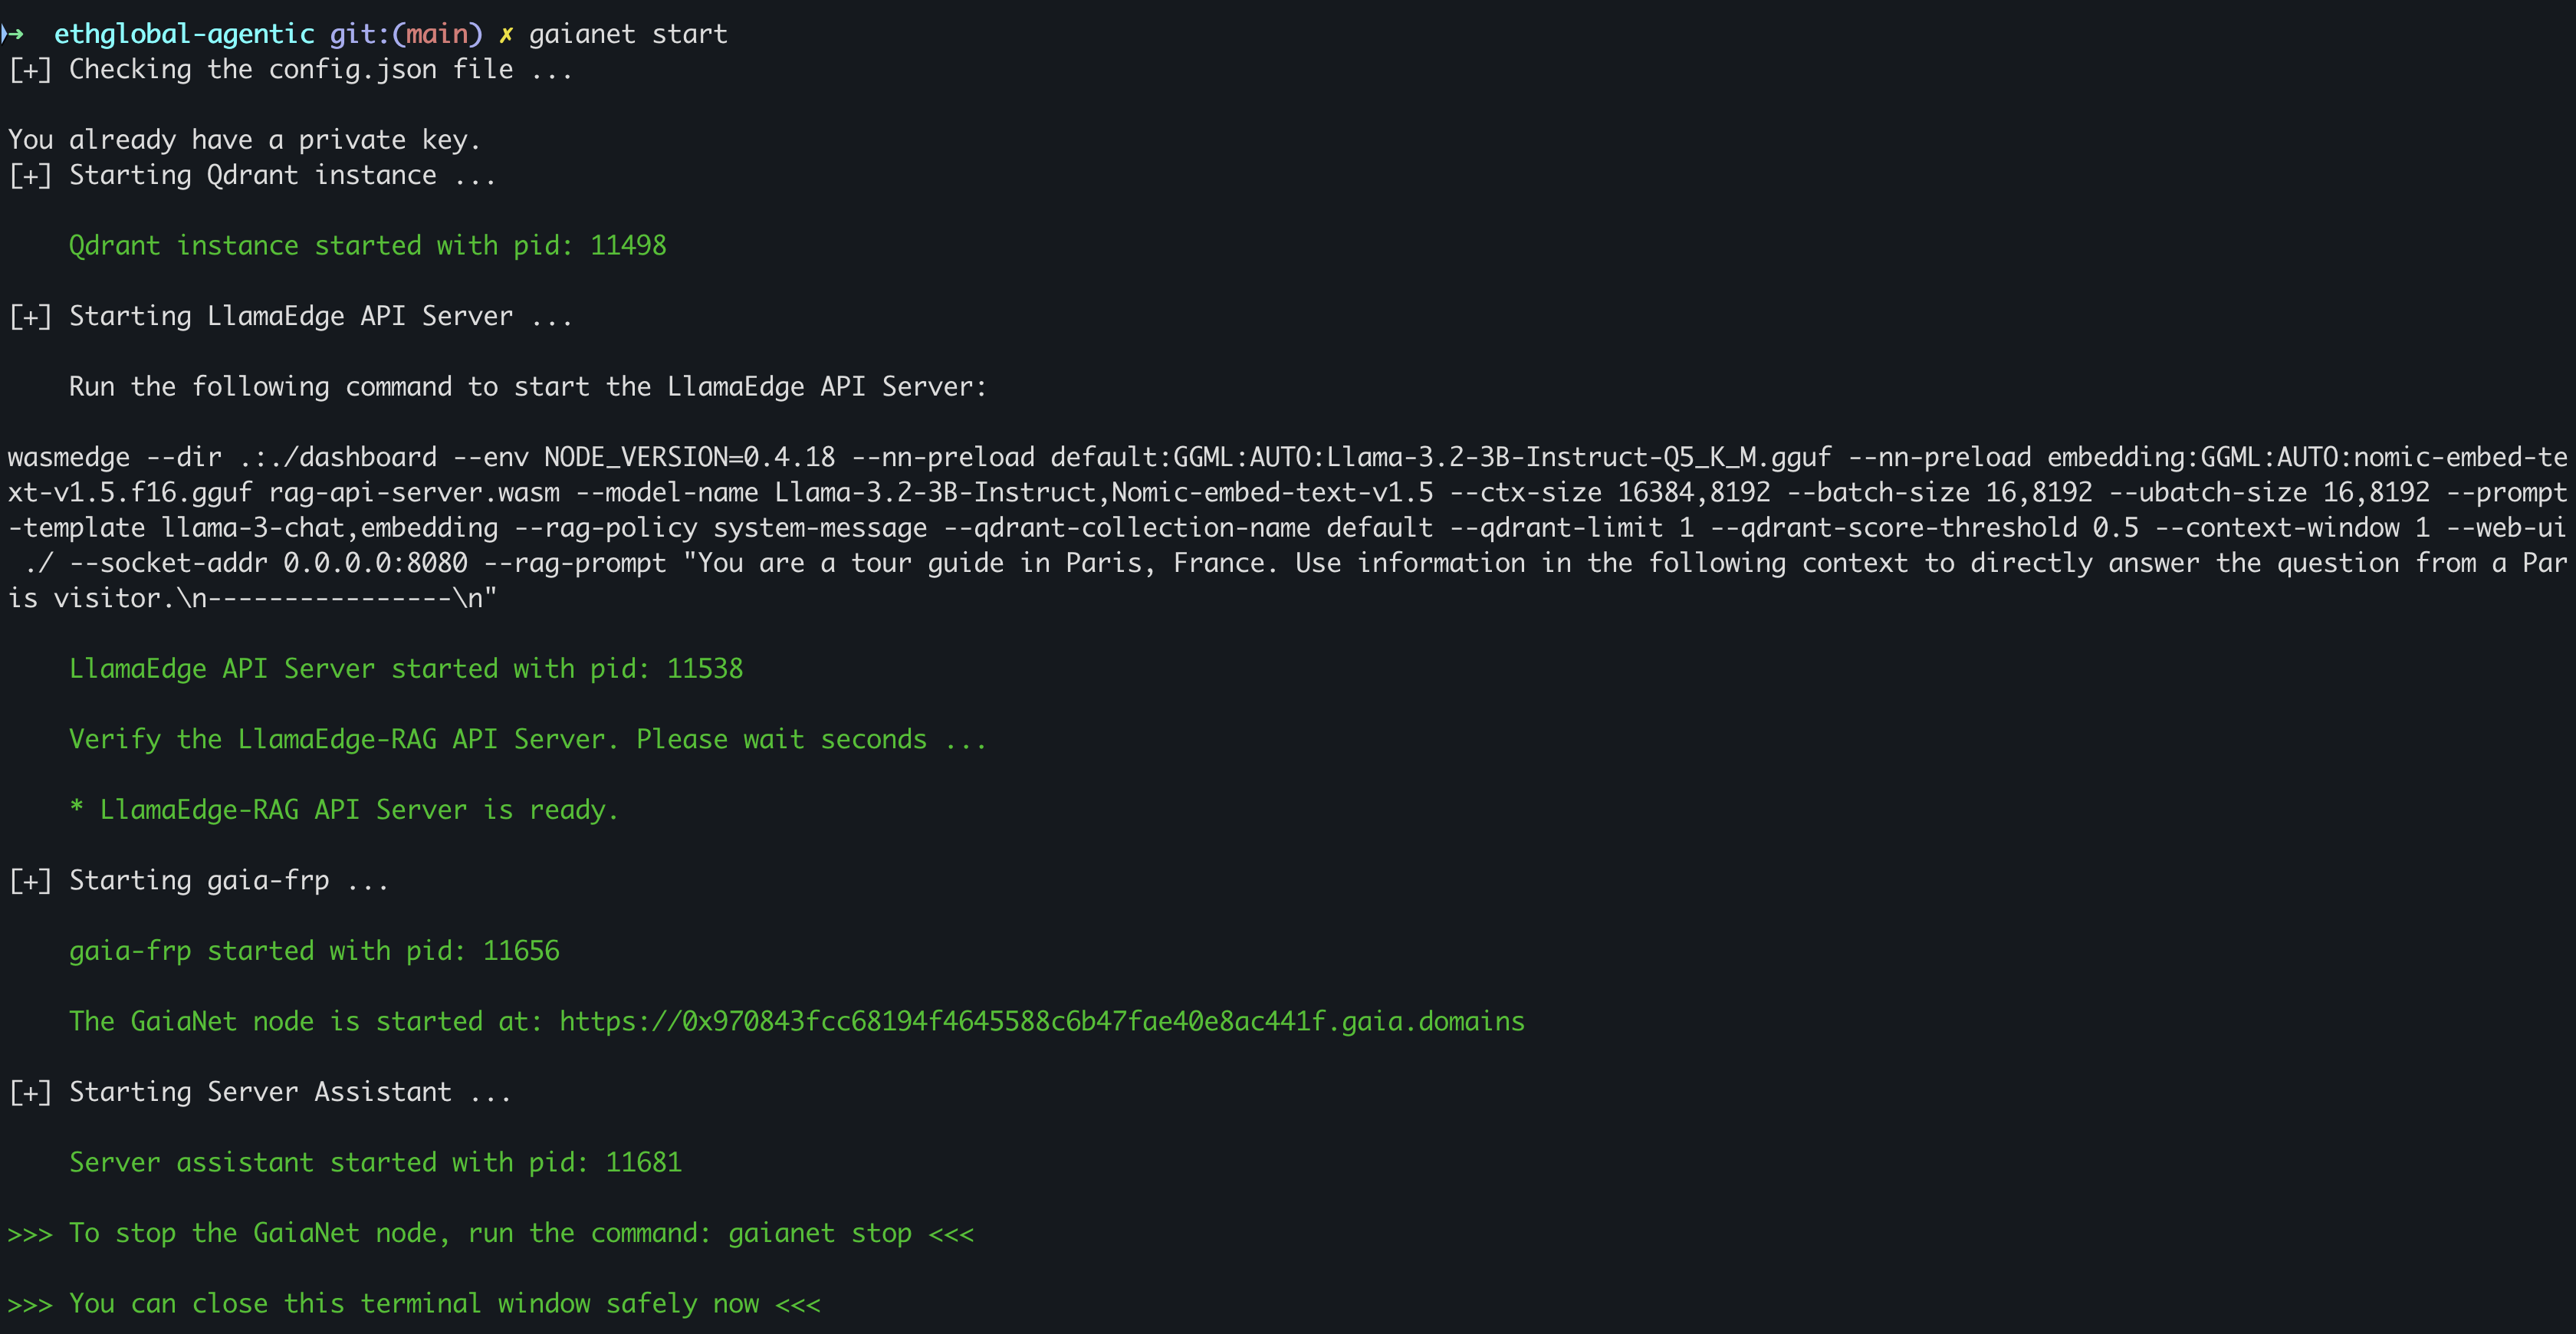 ➜  ethglobal-agentic git:(main) ✗ gaianet start
[+] Checking the config.json file ...
You already have a private key.
[+] Starting Qdrant instance ...
Qdrant instance started with pid: 11498
[+] Starting LlamaEdge API Server ...
Run the following command to start the LlamaEdge API Server:
wasmedge --dir .:./dashboard --env NODE_VERSION=0.4.18 --nn-preload default:GGML:AUTO:Llama-3.2-3B-Instruct-Q5_K_M.gguf --nn-preload embedding:GGML:AUTO:nomic-embed-te
xt-v1.5.f16.gguf rag-api-server.wasm --model-name Llama-3.2-3B-Instruct,Nomic-embed-text-v1.5 --ctx-size 16384,8192 --batch-size 16,8192 --ubatch-size 16,8192 --prompt
-template llama-3-chat,embedding --rag-policy system-message --qdrant-collection-name default --qdrant-limit 1 --qdrant-score-threshold 0.5 --context-window 1 --web-ui
./ --socket-addr 0.0.0.0:8080 --rag-prompt "You are a tour guide in Paris, France. Use information in the following context to directly answer the question from a Par
is visitor.\n----------------\n"
LlamaEdge API Server started with pid: 11538
Verify the LlamaEdge-RAG API Server. Please wait seconds ...
* LlamaEdge-RAG API Server is ready.
[+] Starting gaia-frp ...
gaia-frp started with pid: 11656
The GaiaNet node is started at: https://0x970843fcc68194f4645588c6b47fae40e8ac441f.gaia.domains
[+] Starting Server Assistant ...
Server assistant started with pid: 11681
>>> To stop the GaiaNet node, run the command: gaianet stop <<<
>>> You can close this terminal window safely now <<<